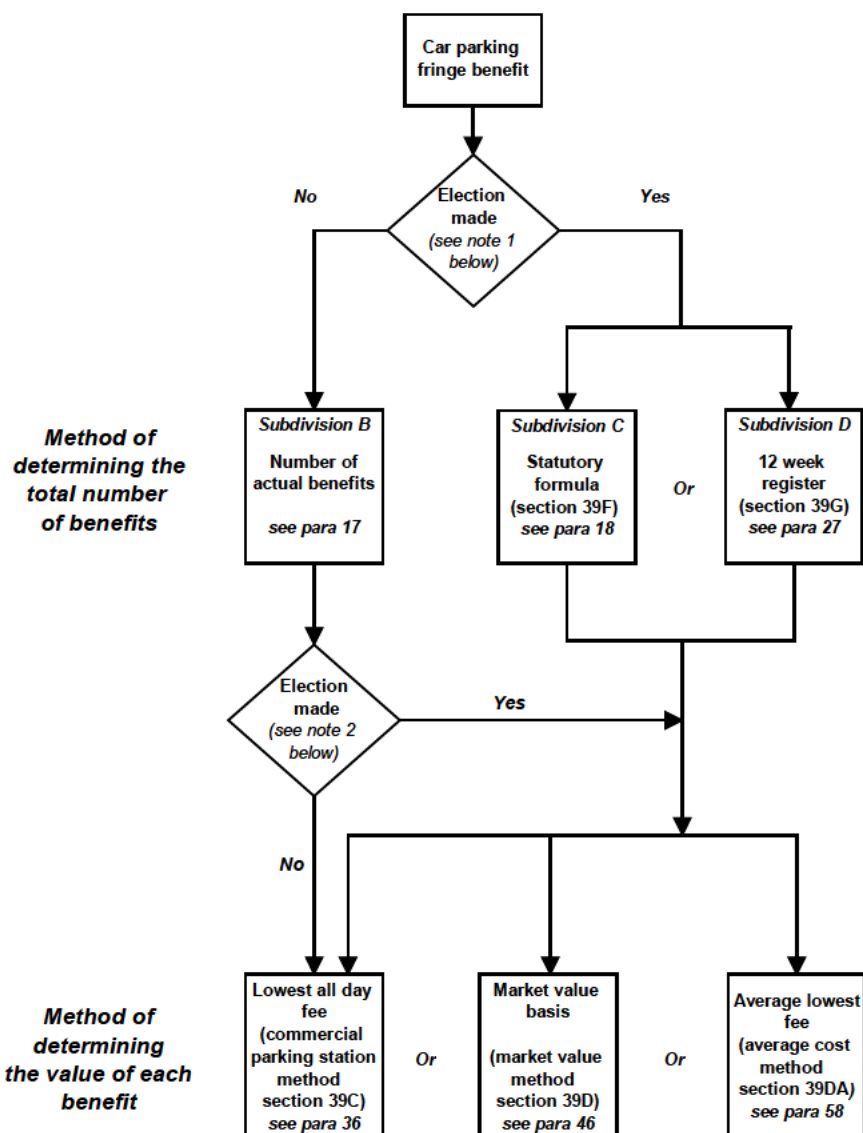 Car parking
fringe benefit
Election
made
(see note 1
below)
No
Yes
Method of
determining the
total number
of benefits
Subdivision B
Number of
actual benefits
see para 17
Subdivision C
Statutory
formula
(section 39F)
see para 18
Or
Subdivision D
12 week
register
(section 39G)
see para 27
Election
made
(see note 2
below)
Yes
No
Method of
determining
the value of each
benefit
Lowest all day
fee
(commercial
parking station
method
section 39C)
see para 36
Or
Market value
basis
(market value
method
section 39D)
see para 46
Or
Average lowest
fee
(average cost
method
section 39DA)
see para 58